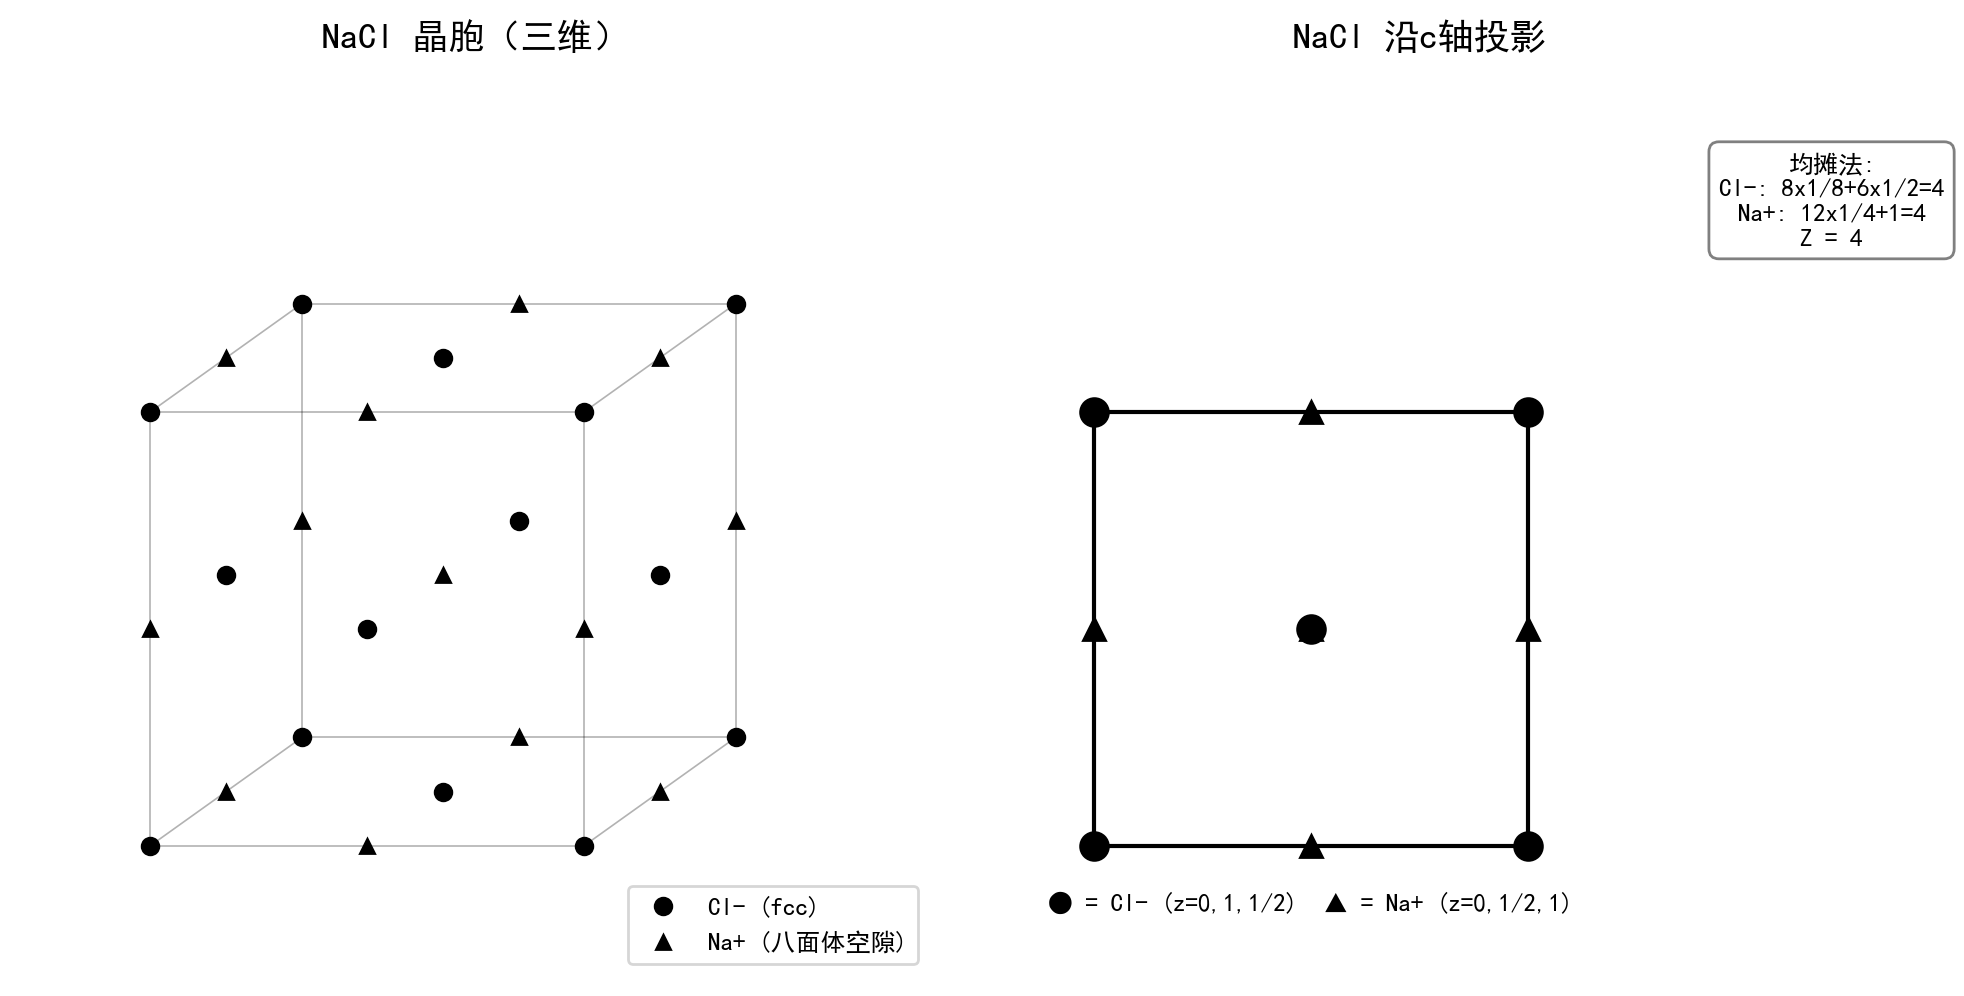 NaCl 晶胞（三维）
NaCl 沿c轴投影
均摊法:
Cl-: 8x1/8+6x1/2=4
Na+: 12x1/4+1=4
Z = 4
Cl- (fcc)
Na+ (八面体空隙)
= Cl- (z=0,1,1/2) = Na+ (z=0,1/2,1)